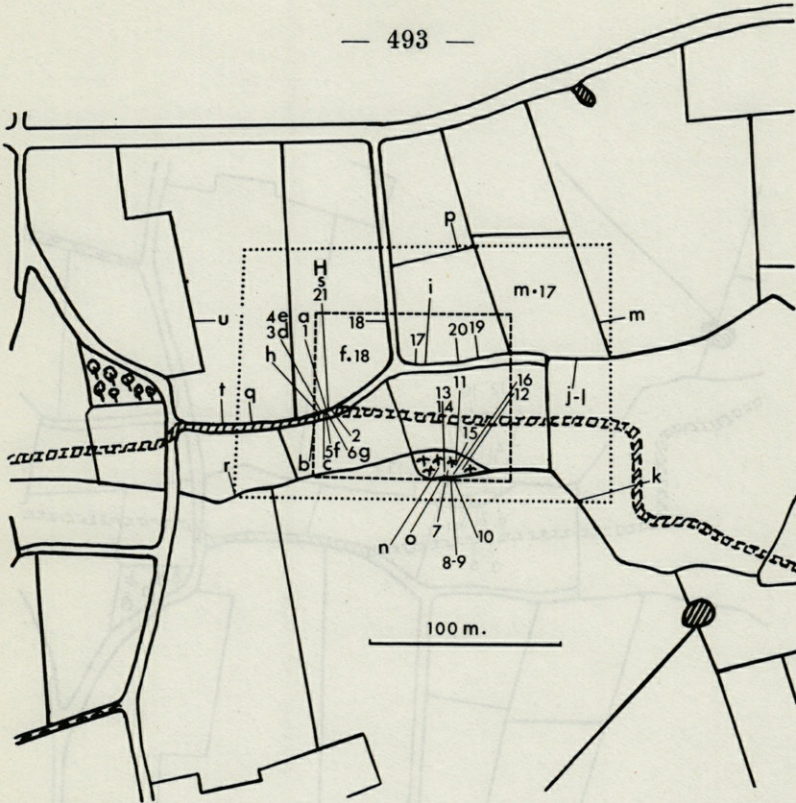 — 493 —
p
H
s
21
i
m•17
4e a
3d 1
18
m
u
17
20 19
h
f.18
11
16
12
j-l
13
14
t
q
2
15
5f 6g
b c
r
k
n
o
7
10
8-9
100 m.